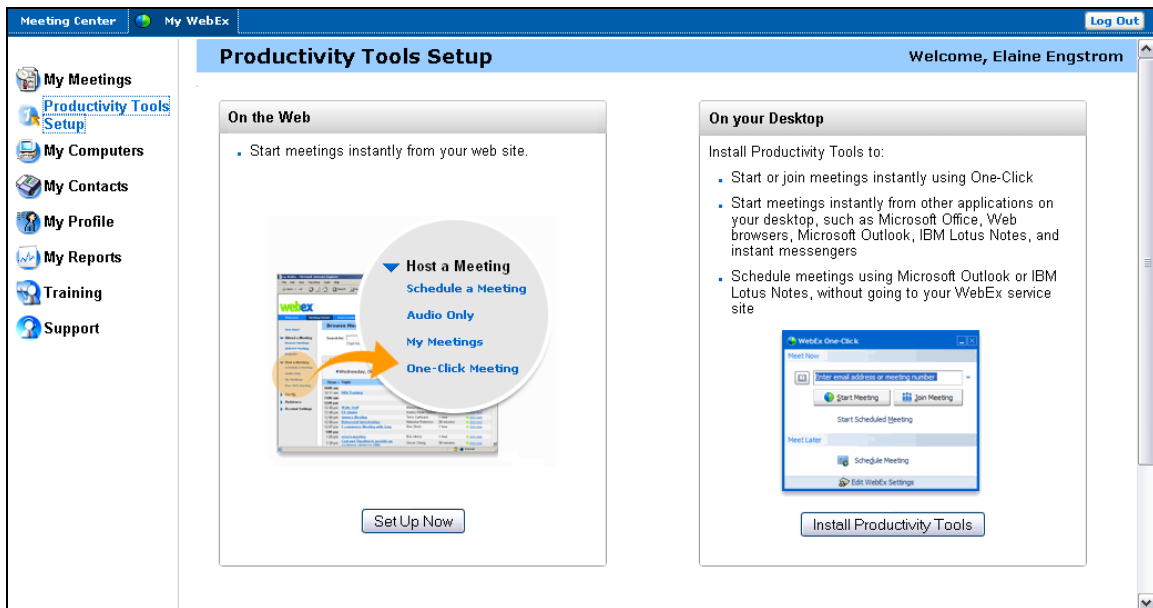 Meeting Center
My WebEx
Log Out
My Meetings
Productivity Tools
Setup
My Computers
My Contacts
My Profile
My Reports
Training
Support
Productivity Tools Setup
Welcome, Elaine Engstrom
On the Web
Start meetings instantly from your web site.
webex
Host a Meeting
Schedule a Meeting
Audio Only
My Meetings
One-Click Meeting
Set Up Now
On your Desktop
Install Productivity Tools to:
Start or join meetings instantly using One-Click
Start meetings instantly from other applications on
your desktop, such as Microsoft Office, Web
browsers, Microsoft Outlook, IBM Lotus Notes, and
instant messengers
Schedule meetings using Microsoft Outlook or IBM
Lotus Notes, without going to your WebEx service
site
WebEx One-Click
Meet Now
Enter email address or meeting number
Start Meeting
Join Meeting
Start Scheduled Meeting
Meet Later
Schedule Meeting
Edit WebEx Settings
Install Productivity Tools